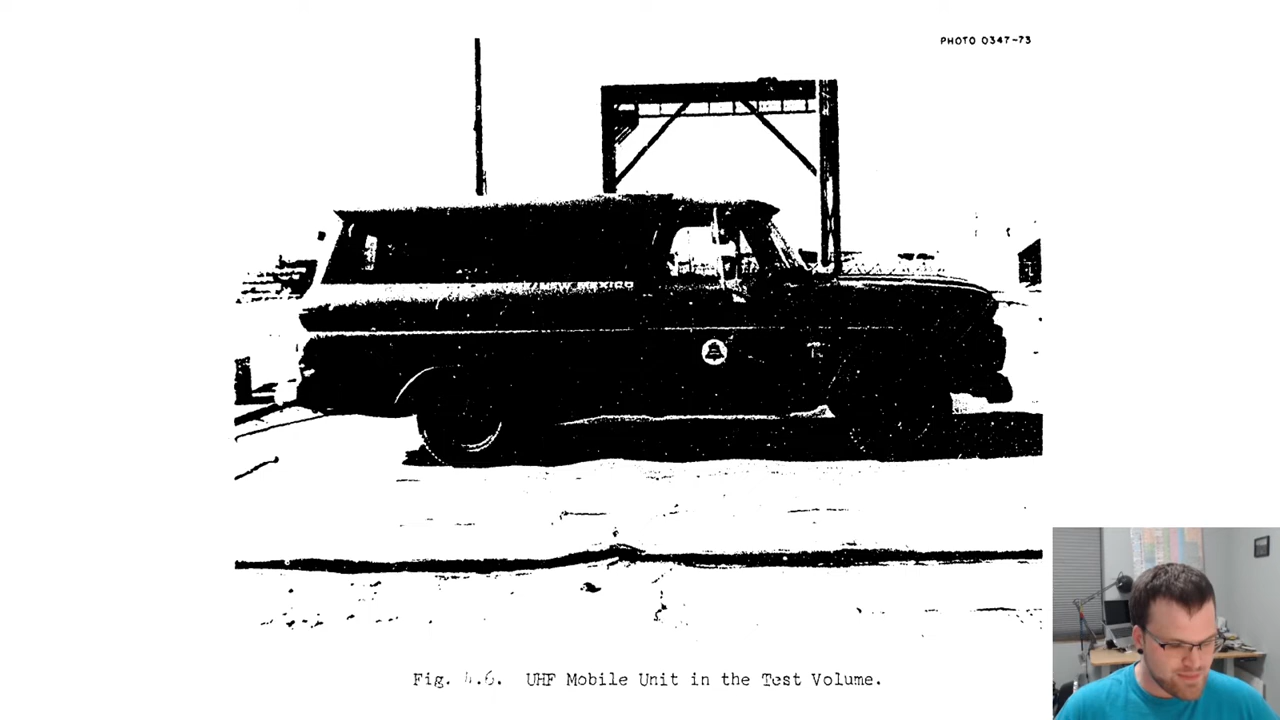 PHOTO 0347-73
NEW MEXICO
Fig. 4.6. UHF Mobile Unit in the Test Volume.